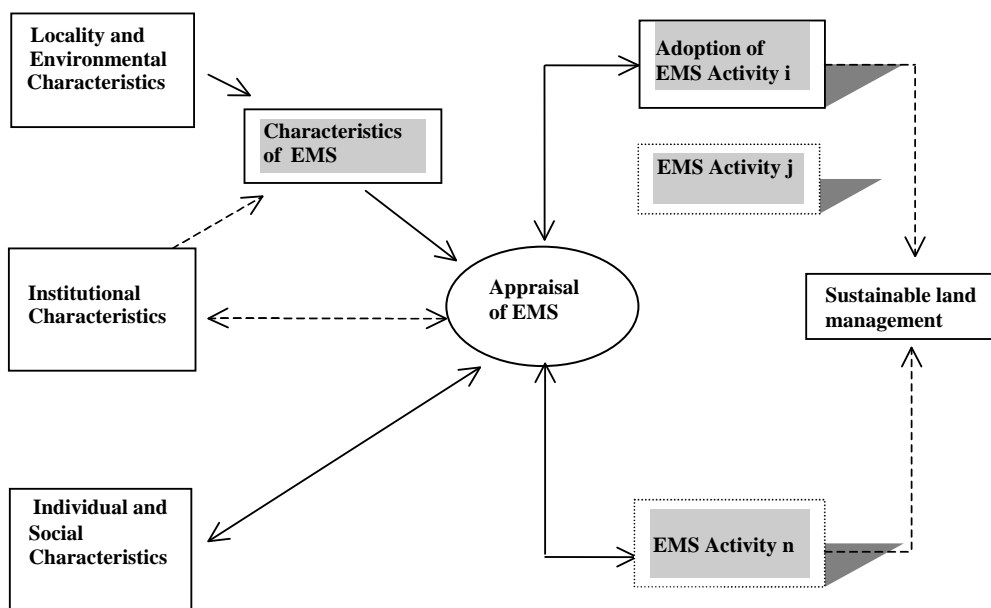 Locality and
Environmental
Characteristics
Characteristics
of EMS
Adoption of
EMS Activity i
EMS Activity j
Institutional
Characteristics
Appraisal
of EMS
Sustainable land
management
Individual and
Social
Characteristics
EMS Activity n